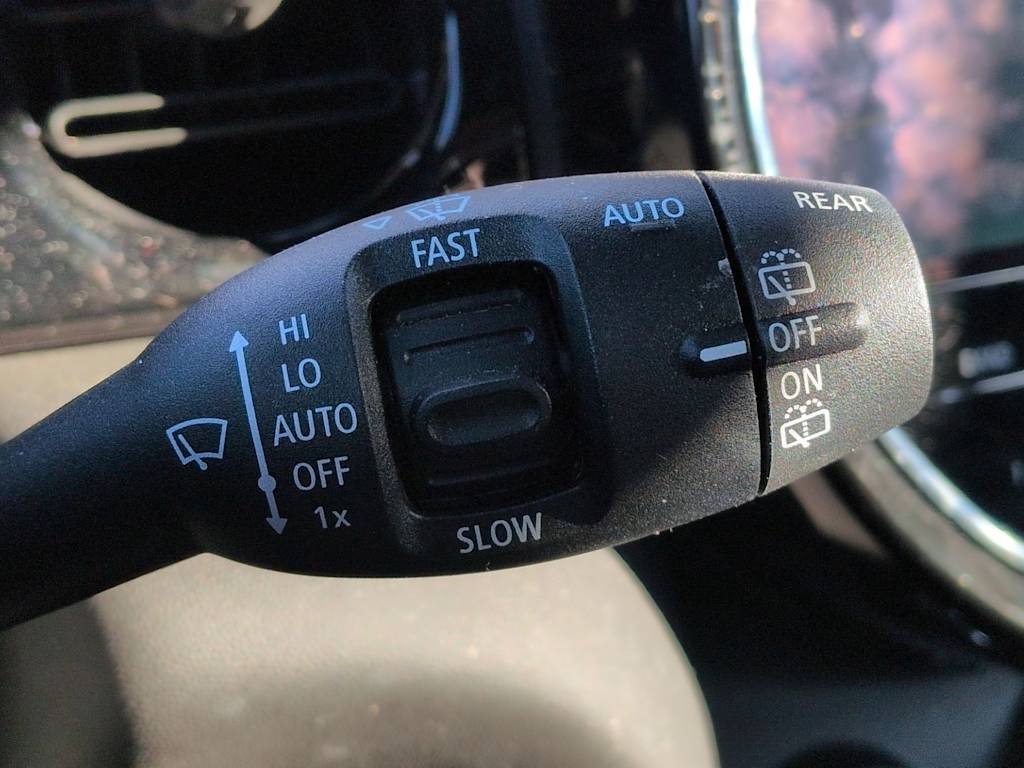 REAR
AUTO
FAST
HI
LO
AUTO
OFF
1x
SLOW
OFF
ON